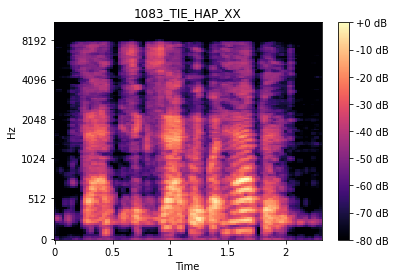 1083_TIE_HAP_XX
8192
4096
2048
1024
512
0
Hz
0 0.5 1 1.5 2
Time
+0 dB
-10 dB
-20 dB
-30 dB
-40 dB
-50 dB
-60 dB
-70 dB
-80 dB